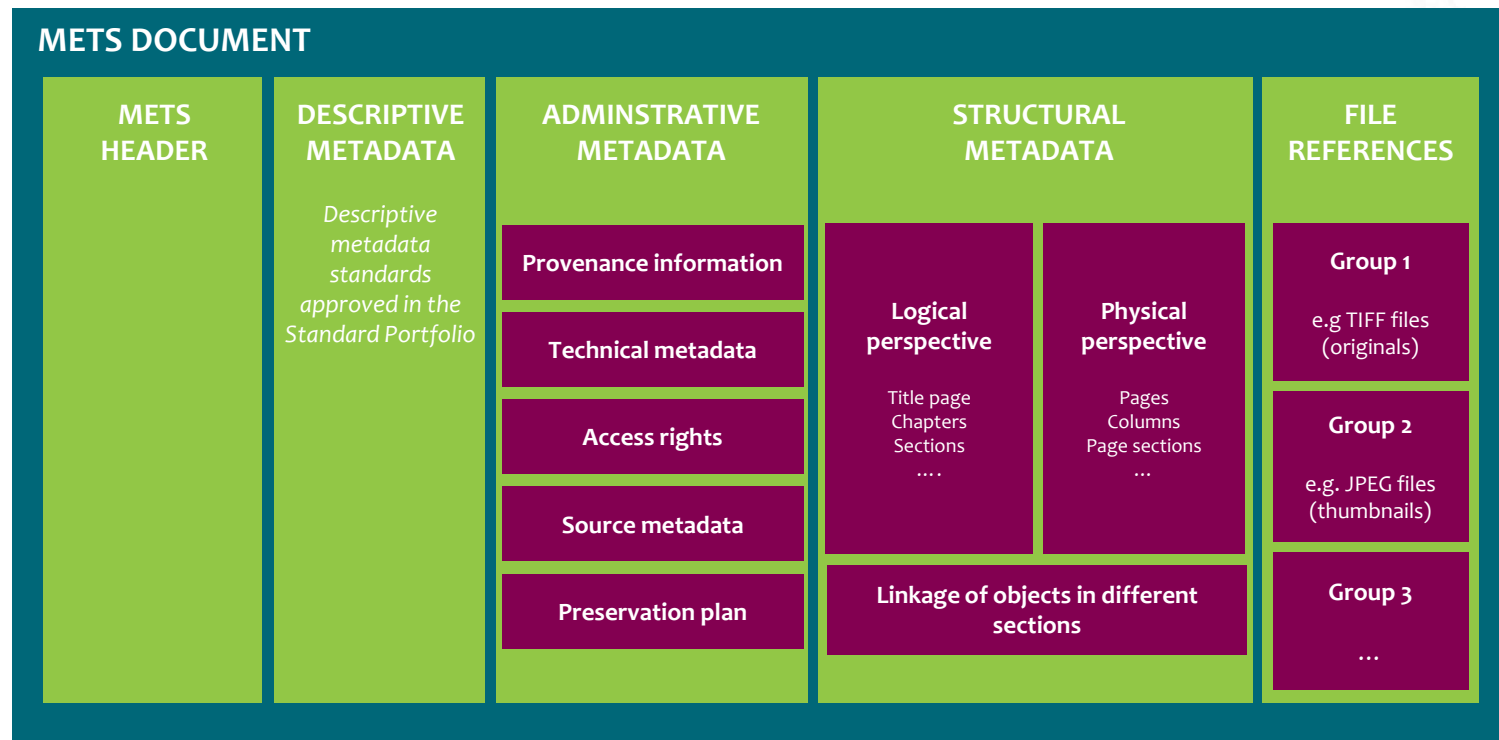 METS DOCUMENT
METS
HEADER
DESCRIPTIVE
METADATA
Descriptive
metadata
standards
approved in the
Standard Portfolio
ADMINSTRATIVE
METADATA
Provenance information
Technical metadata
Access rights
Source metadata
Preservation plan
STRUCTURAL
METADATA
Logical
perspective
Title page
Chapters
Sections
....
Physical
perspective
Pages
Columns
Page sections
...
Linkage of objects in different
sections
FILE
REFERENCES
Group 1
e.g TIFF files
(originals)
Group 2
e.g. JPEG files
(thumbnails)
Group 3
...